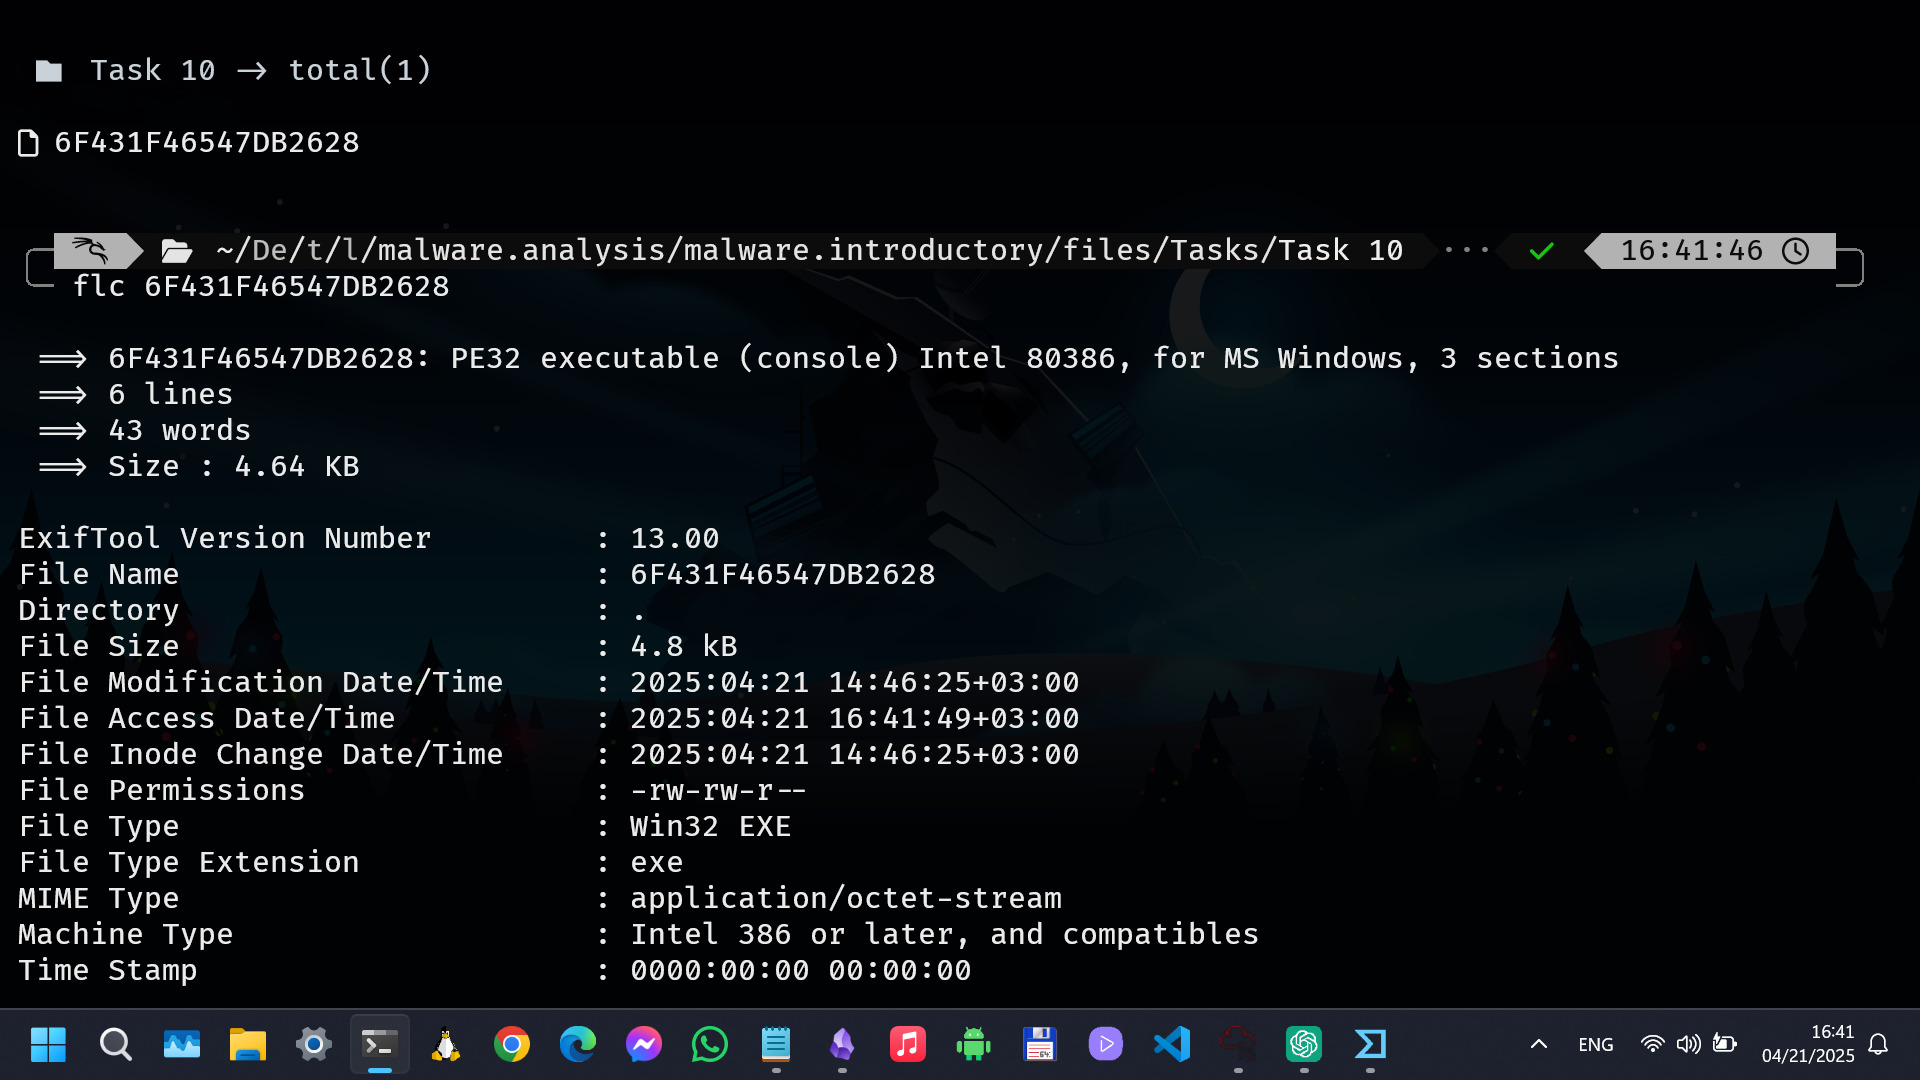 Task 10 → total(1)
6F431F46547DB2628
~/De/t/l/malware.analysis/malware.introductory/files/Tasks/Task 10 ··· ✓ 16:41:46
flc 6F431F46547DB2628
⟹ 6F431F46547DB2628: PE32 executable (console) Intel 80386, for MS Windows, 3 sections
⟹ 6 lines
⟹ 43 words
⟹ Size : 4.64 KB
ExifTool Version Number : 13.00
File Name : 6F431F46547DB2628
Directory : .
File Size : 4.8 kB
File Modification Date/Time : 2025:04:21 14:46:25+03:00
File Access Date/Time : 2025:04:21 16:41:49+03:00
File Inode Change Date/Time : 2025:04:21 14:46:25+03:00
File Permissions : -rw-rw-r--
File Type : Win32 EXE
File Type Extension : exe
MIME Type : application/octet-stream
Machine Type : Intel 386 or later, and compatibles
Time Stamp : 0000:00:00 00:00:00
64
ENG
16:41
04/21/2025